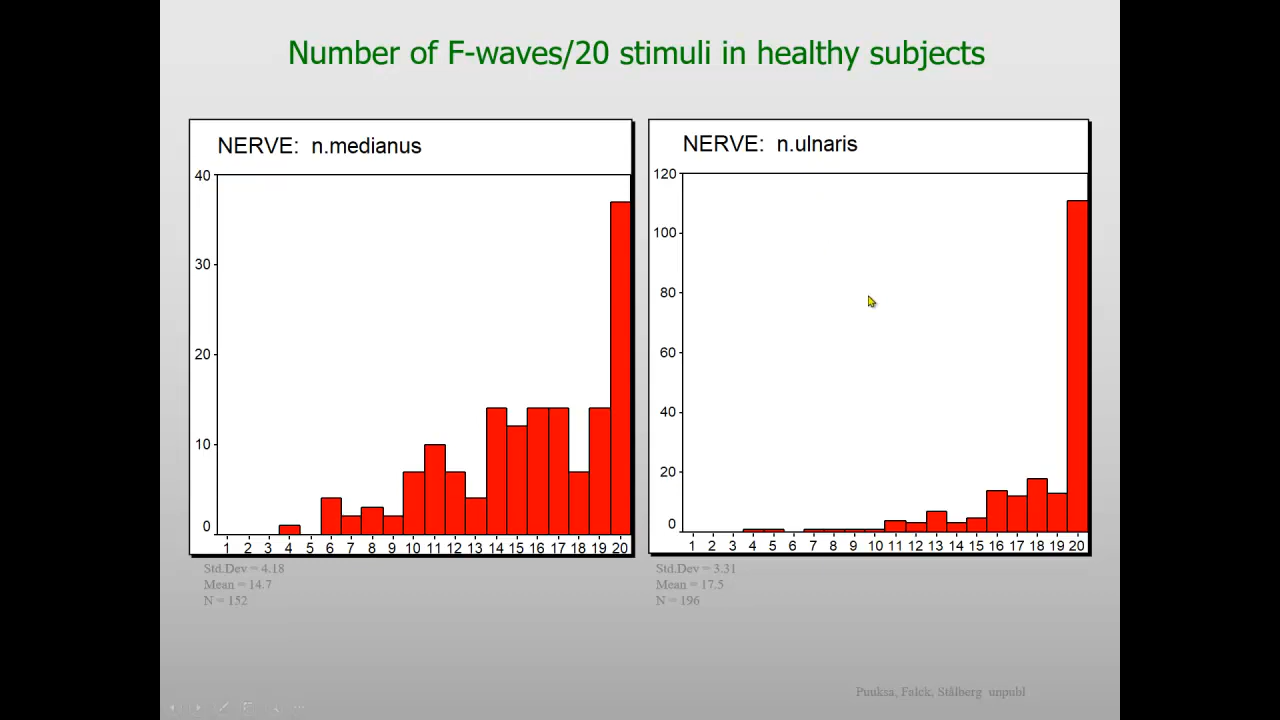 Number of F-waves/20 stimuli in healthy subjects
NERVE: n.medianus
40
30
20
10
0
1 2 3 4 5 6 7 8 9 10 11 12 13 14 15 16 17 18 19 20
Std.Dev = 4.18
Mean = 14.7
N = 152
NERVE: n.ulnaris
120
100
80
60
40
20
0
1 2 3 4 5 6 7 8 9 10 11 12 13 14 15 16 17 18 19 20
Std.Dev = 3.31
Mean = 17.5
N = 196
Puuksa, Falck, Stålberg unpubl